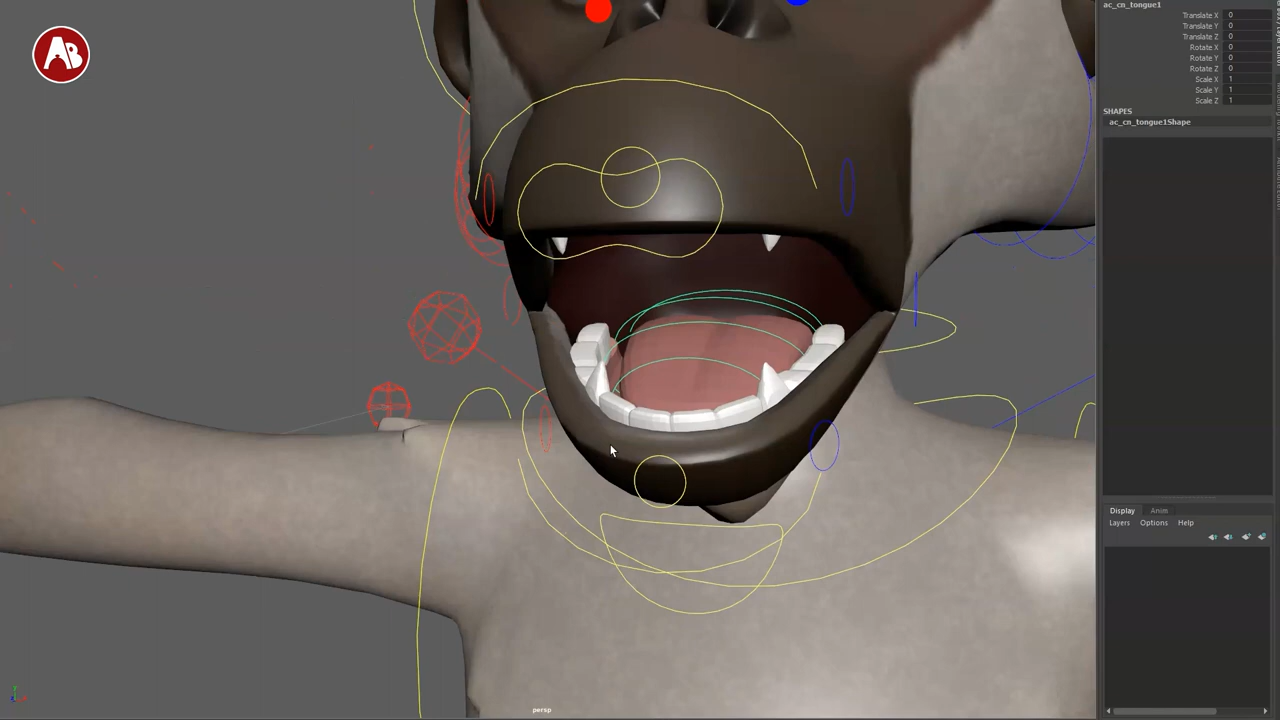 AB
ac_cn_tongue1
Translate X 0
Translate Y 0
Translate Z 0
Rotate X 0
Rotate Y 0
Rotate Z 0
Scale X 1
Scale Y 1
Scale Z 1
SHAPES
ac_cn_tongue1Shape
Display Anim
Layers Options Help
persp